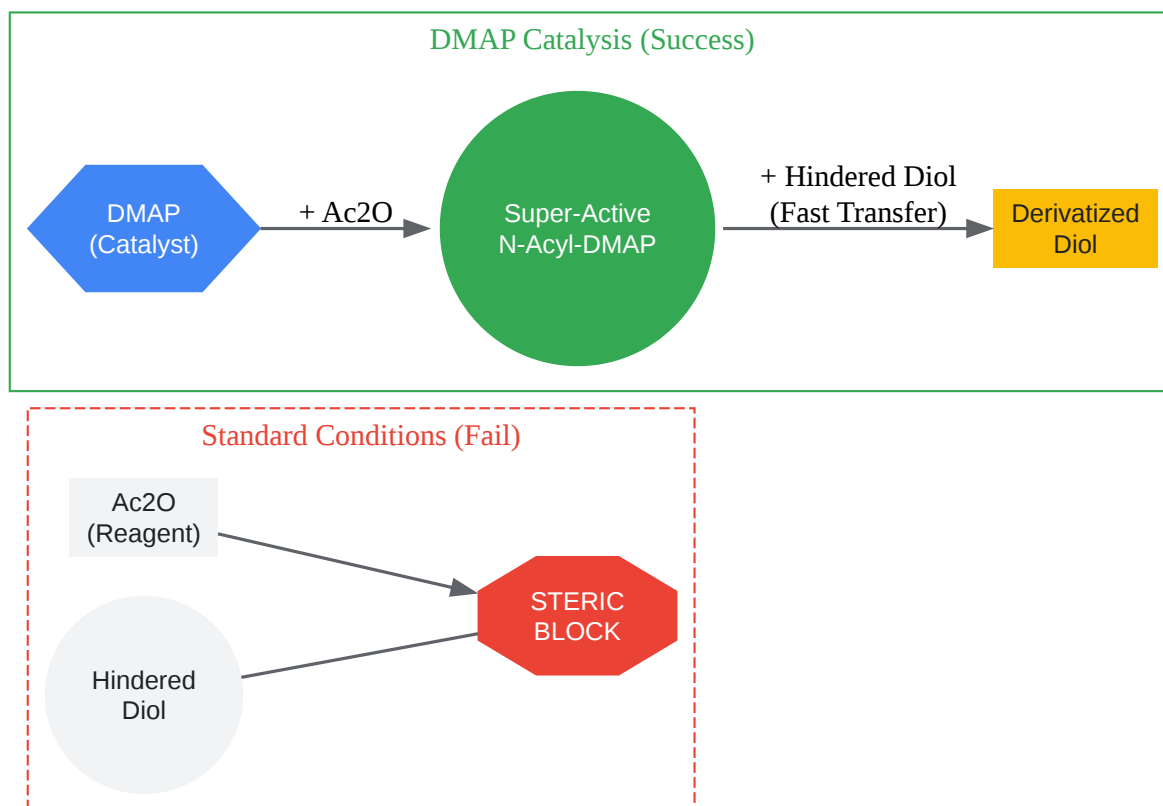 DMAP Catalysis (Success)
DMAP
(Catalyst)
+ Ac2O
Super-Active
N-Acyl-DMAP
+ Hindered Diol
(Fast Transfer)
Derivatized
Diol
Standard Conditions (Fail)
Ac2O
(Reagent)
STERIC
BLOCK
Hindered
Diol